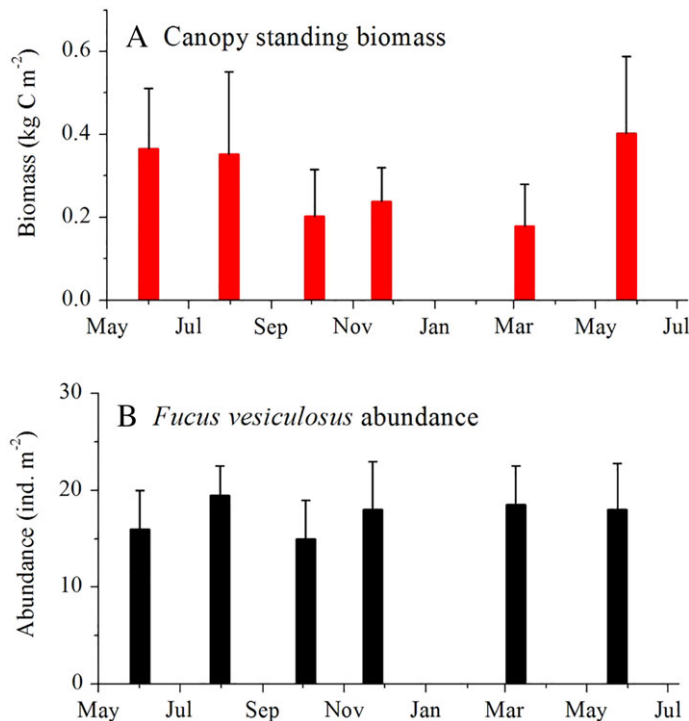 A Canopy standing biomass
Biomass (kg C m⁻²)
0.6
0.4
0.2
0.0
May Jul Sep Nov Jan Mar May Jul
B Fucus vesiculosus abundance
Abundance (ind. m⁻²)
30
20
10
0
May Jul Sep Nov Jan Mar May Jul